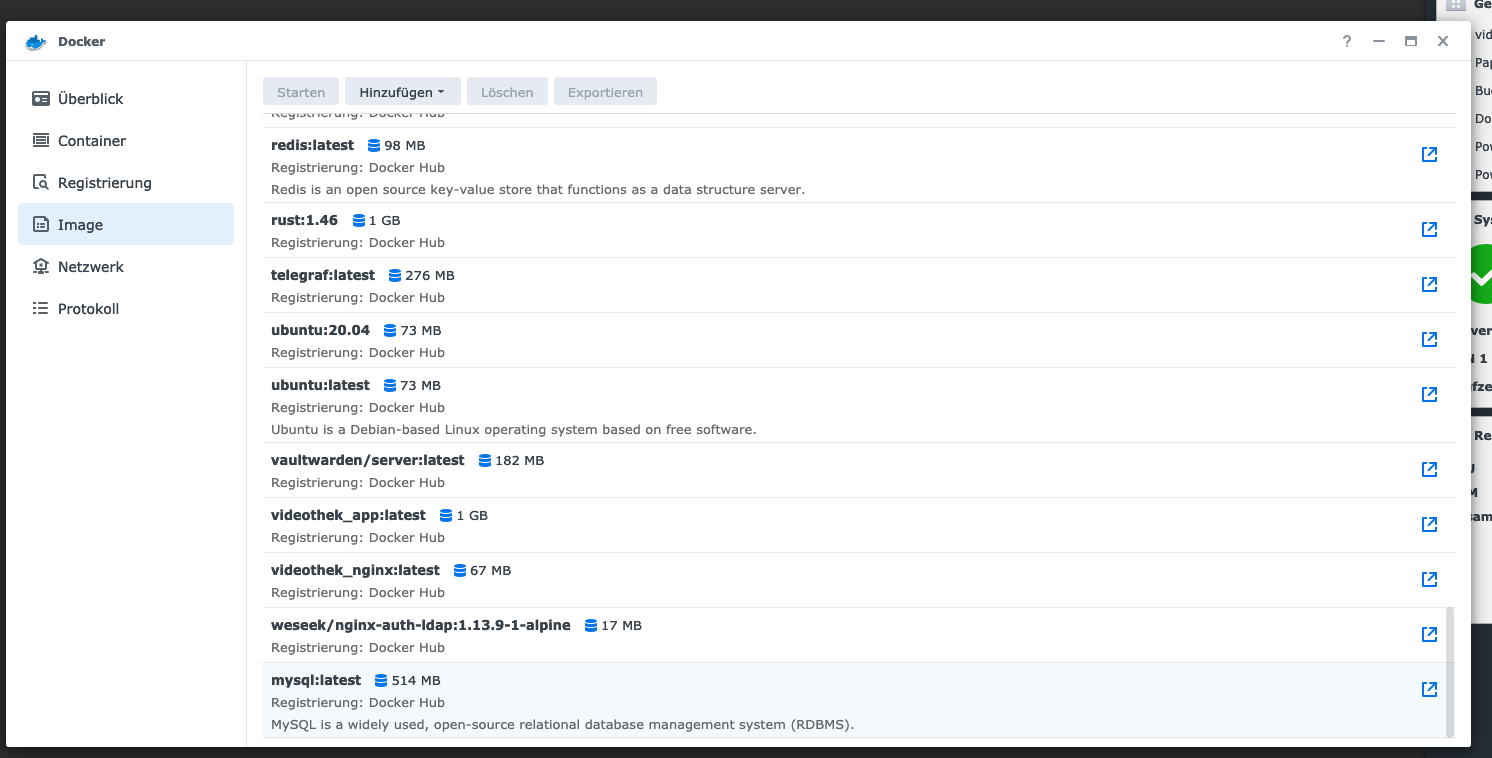 Docker
?
Überblick
Container
Registrierung
Image
Netzwerk
Protokoll
Starten
Hinzufügen
Löschen
Exportieren
Registrierung: Docker Hub
redis:latest 98 MB
Registrierung: Docker Hub
Redis is an open source key-value store that functions as a data structure server.
rust:1.46 1 GB
Registrierung: Docker Hub
telegraf:latest 276 MB
Registrierung: Docker Hub
ubuntu:20.04 73 MB
Registrierung: Docker Hub
ubuntu:latest 73 MB
Registrierung: Docker Hub
Ubuntu is a Debian-based Linux operating system based on free software.
vaultwarden/server:latest 182 MB
Registrierung: Docker Hub
videothek_app:latest 1 GB
Registrierung: Docker Hub
videothek_nginx:latest 67 MB
Registrierung: Docker Hub
weseek/nginx-auth-ldap:1.13.9-1-alpine 17 MB
Registrierung: Docker Hub
mysql:latest 514 MB
Registrierung: Docker Hub
MySQL is a widely used, open-source relational database management system (RDBMS).
Ge
vid
Pap
Do
Pow
Pow
Sys
ver
N 1
fze
Re
M
sam